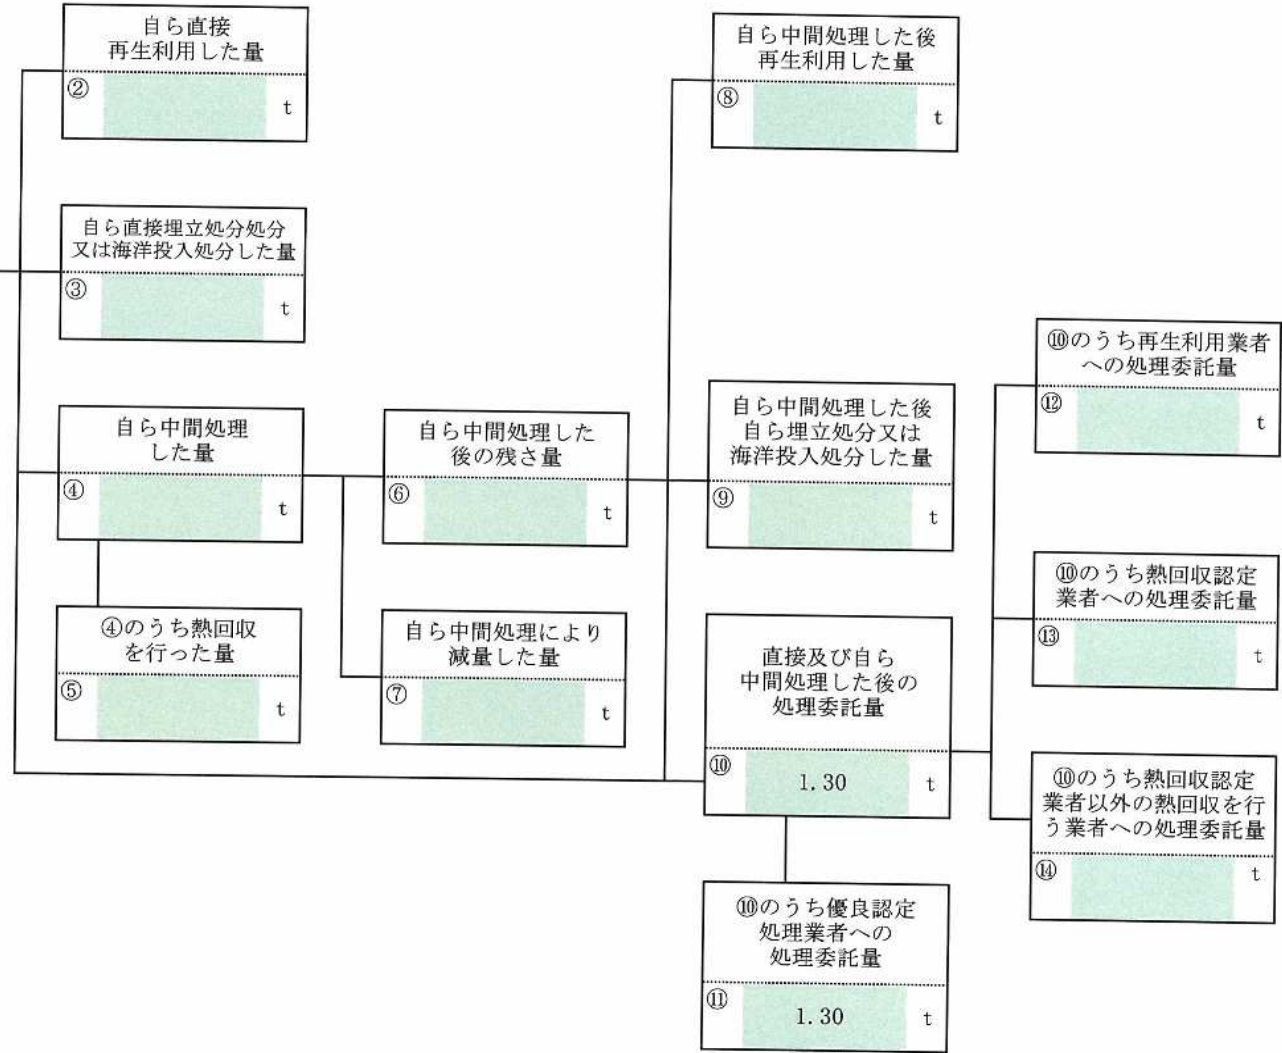 自ら直接
再生利用した量
②
t
自ら中間処理した後
再生利用した量
⑧
t
自ら直接埋立処分処分
又は海洋投入処分した量
③
t
⑩のうち再生利用業者
への処理委託量
⑫
t
自ら中間処理
した量
④
t
自ら中間処理した
後の残さ量
⑥
t
自ら中間処理した後
自ら埋立処分又は
海洋投入処分した量
⑨
t
⑩のうち熱回収認定
業者への処理委託量
⑬
t
④のうち熱回収
を行った量
⑤
t
自ら中間処理により
減量した量
⑦
t
直接及び自ら
中間処理した後の
処理委託量
⑩
1.30
t
⑩のうち熱回収認定
業者以外の熱回収を行
う業者への処理委託量
⑭
t
⑩のうち優良認定
処理業者への
処理委託量
⑪
1.30
t